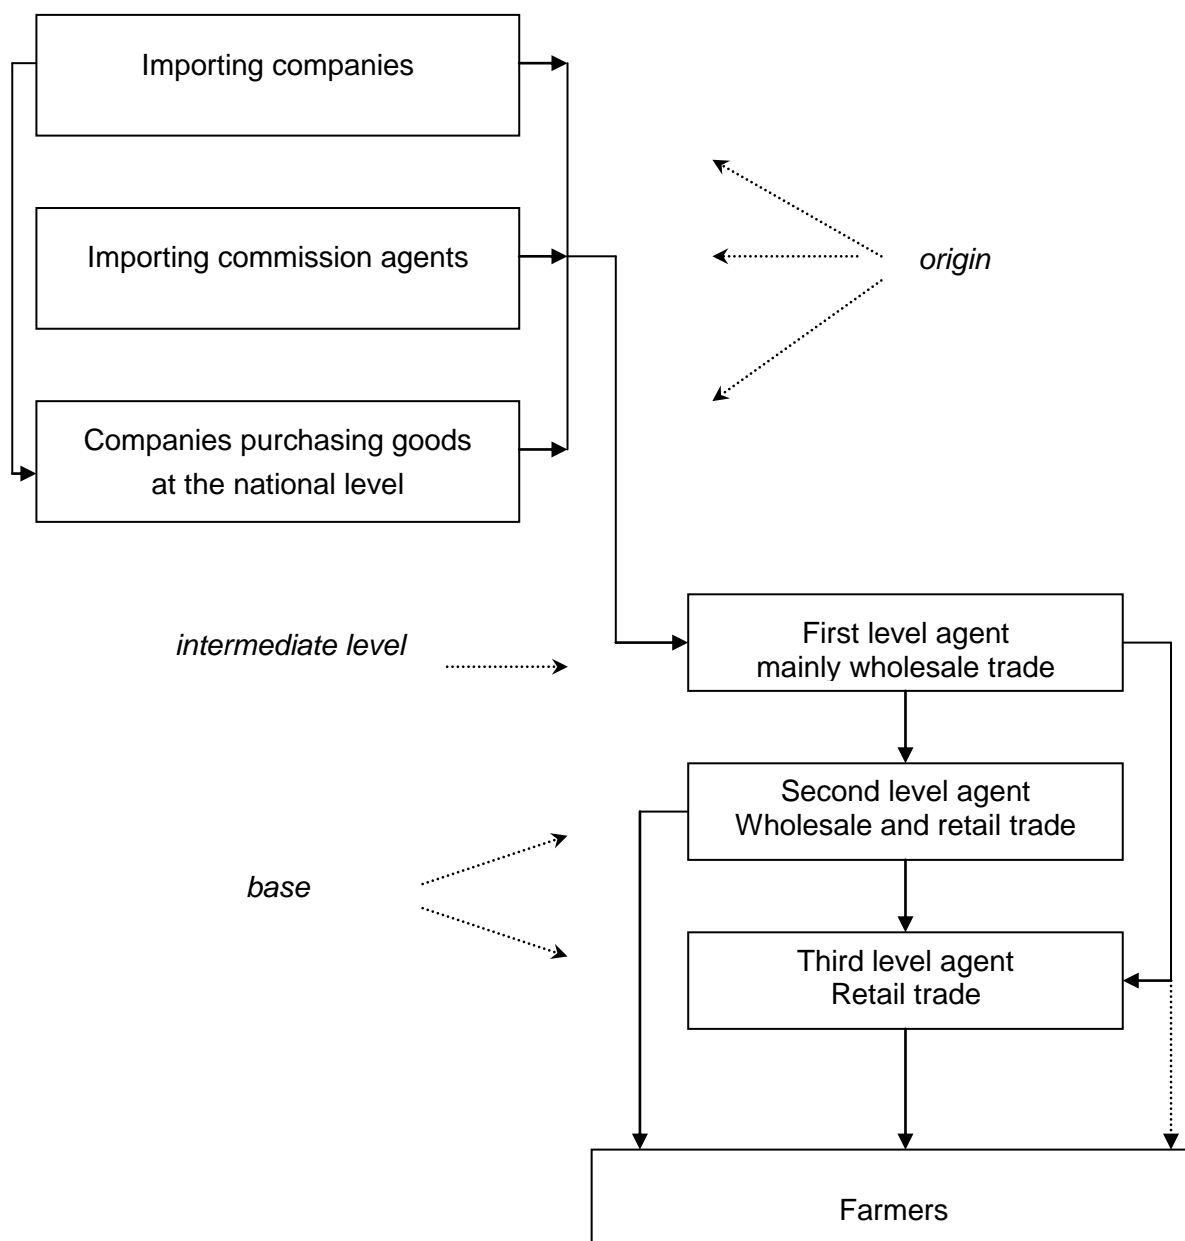 Importing companies
Importing commission agents
origin
Companies purchasing goods
at the national level
intermediate level
First level agent
mainly wholesale trade
Second level agent
Wholesale and retail trade
base
Third level agent
Retail trade
Farmers